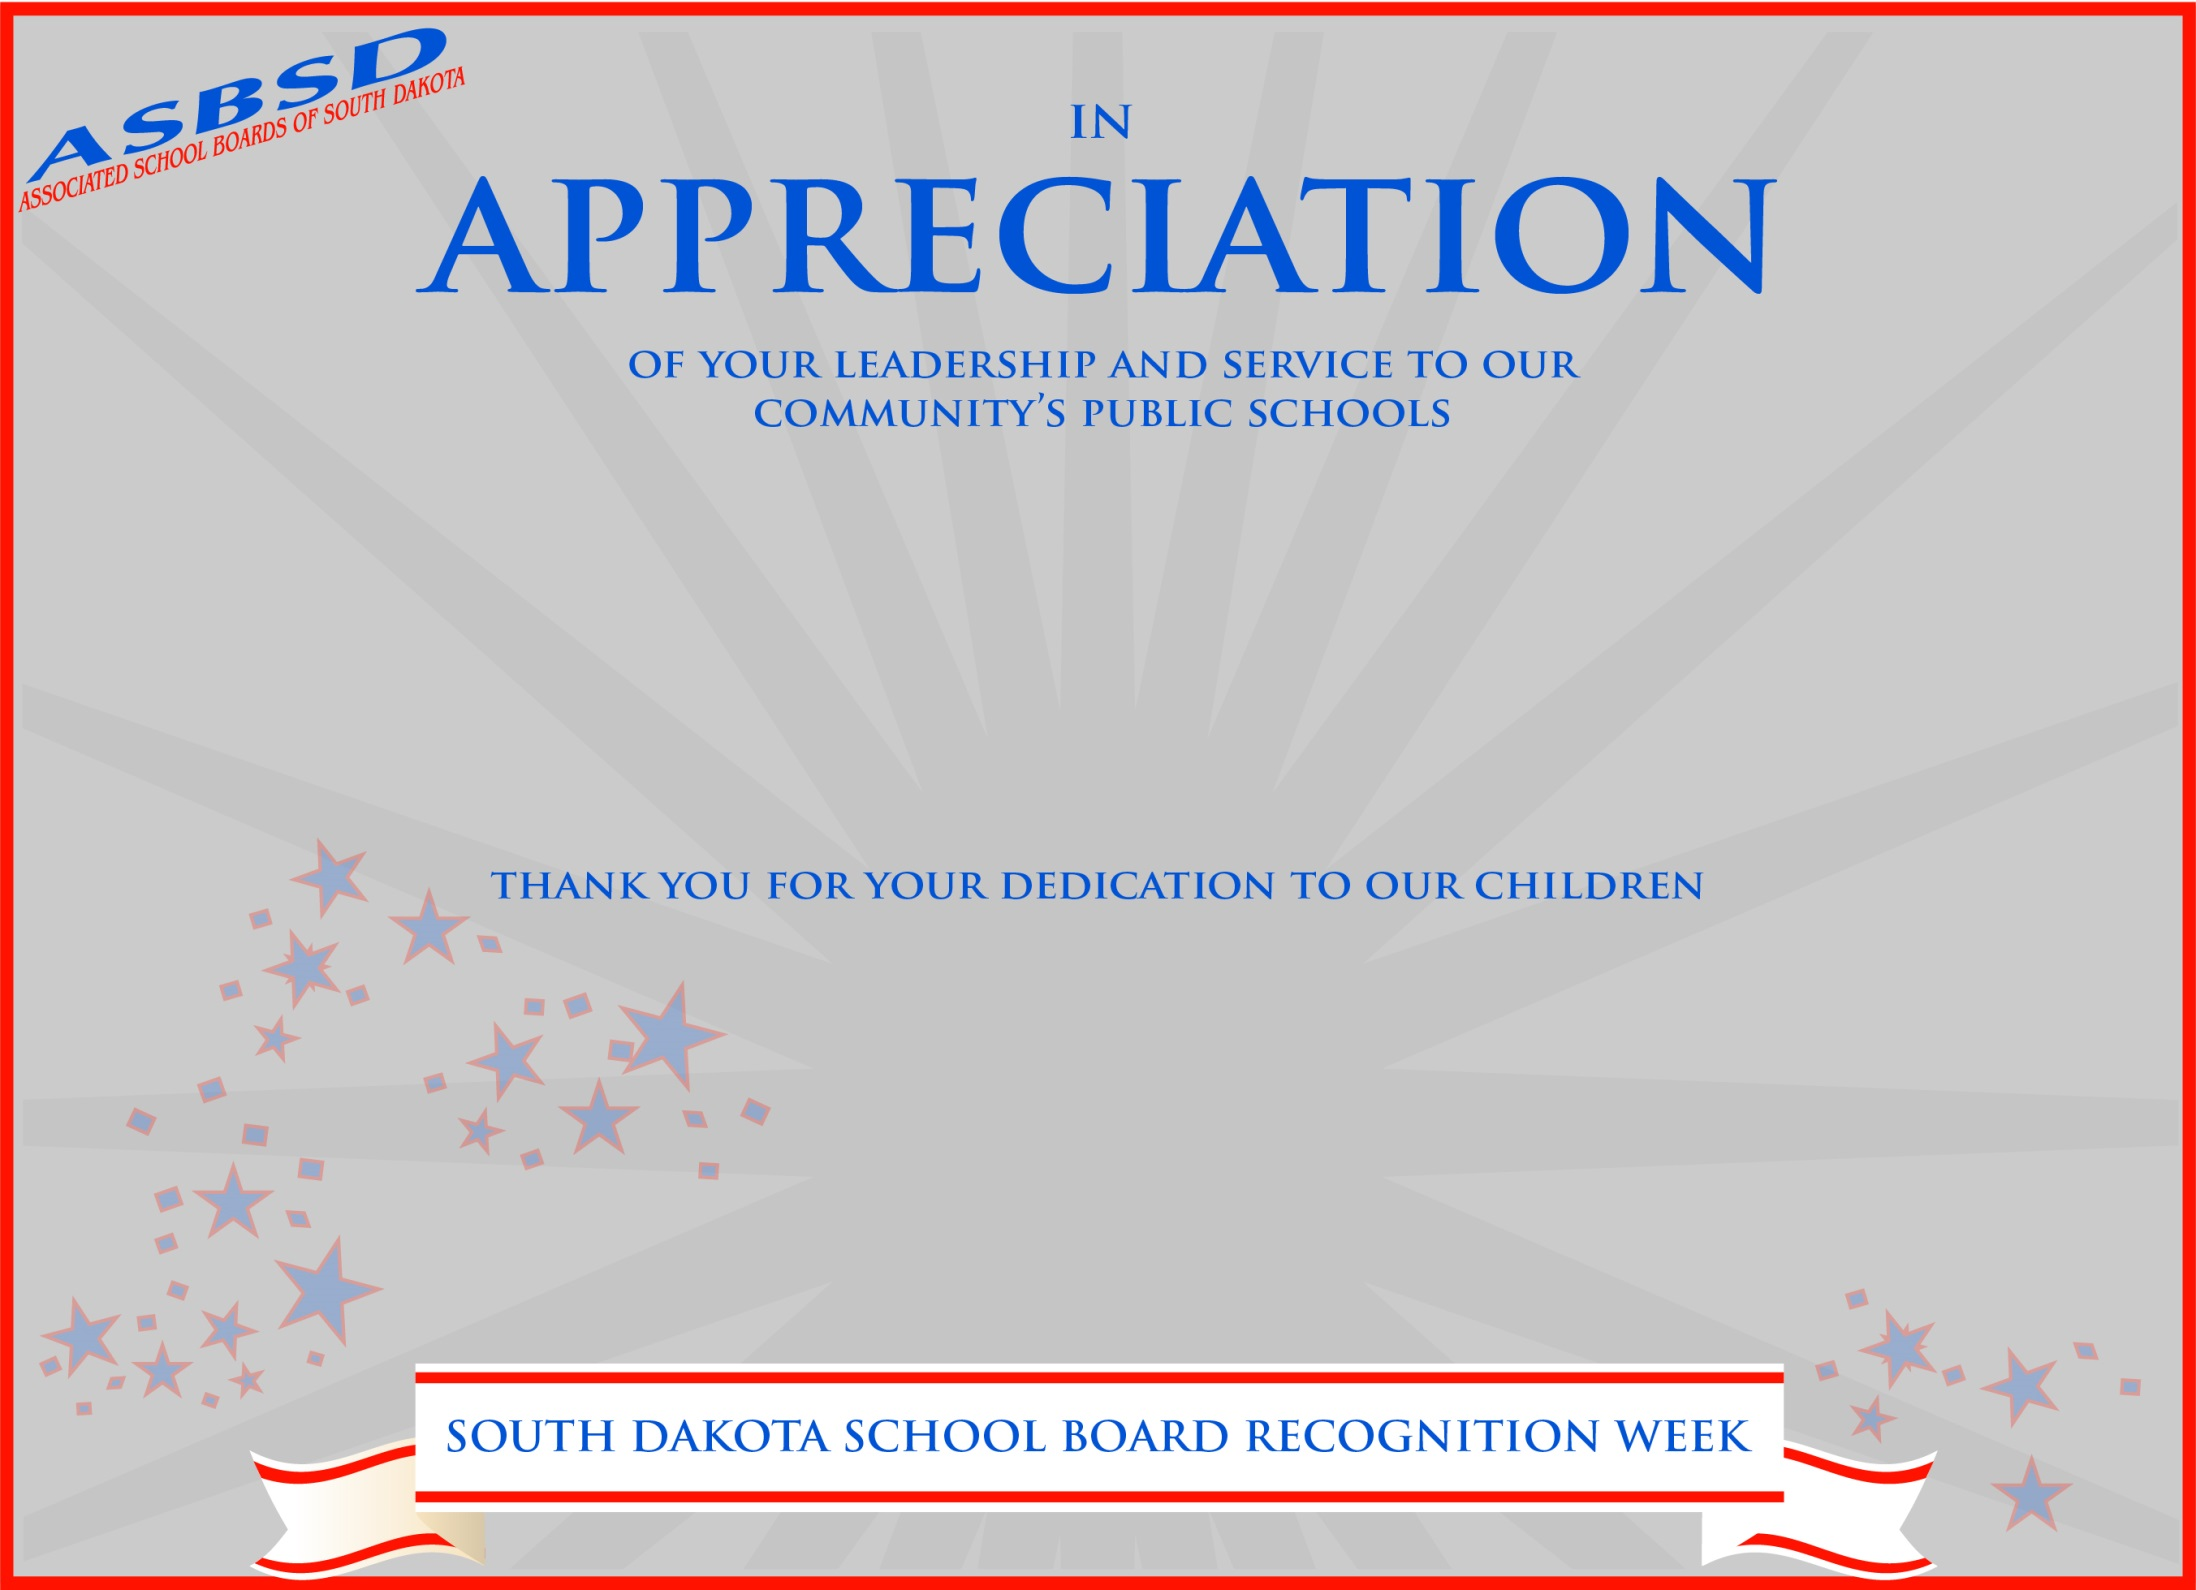 ASBSD
ASSOCIATED SCHOOL BOARDS OF SOUTH DAKOTA
IN
APPRECIATION
OF YOUR LEADERSHIP AND SERVICE TO OUR
COMMUNITY’S PUBLIC SCHOOLS
THANK YOU FOR YOUR DEDICATION TO OUR CHILDREN
SOUTH DAKOTA SCHOOL BOARD RECOGNITION WEEK